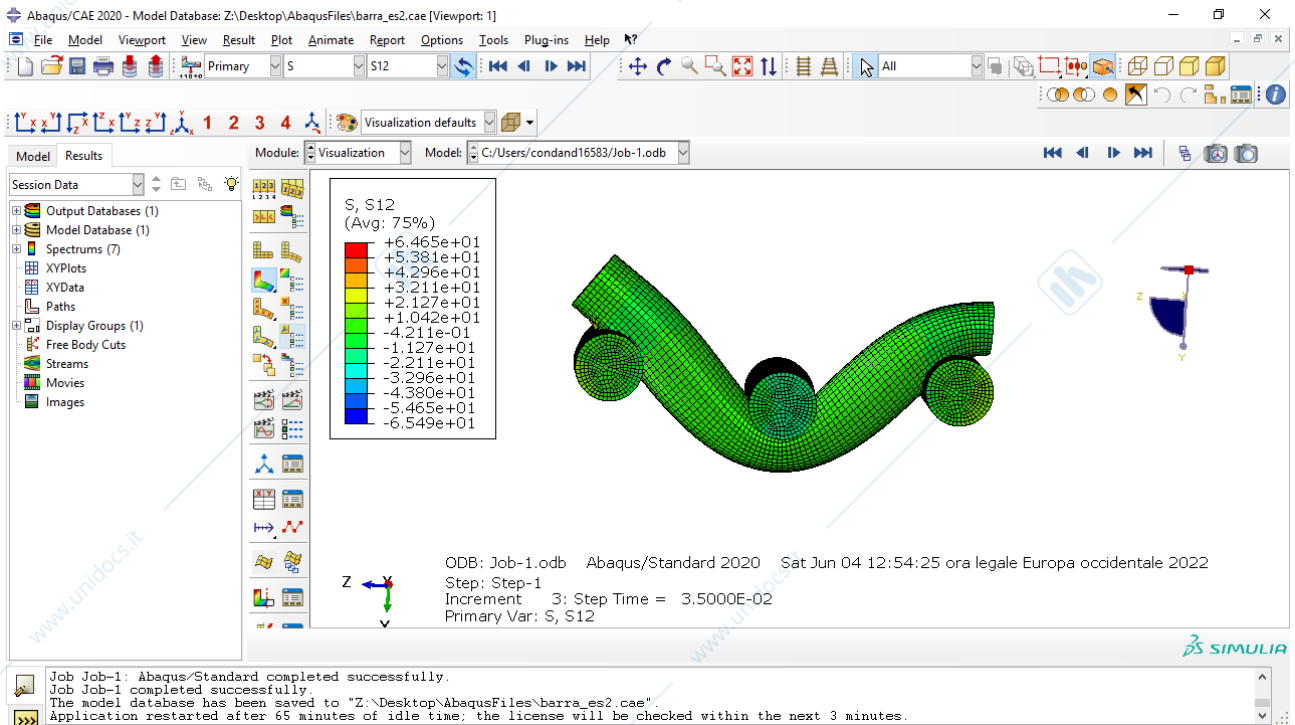 Abaqus/CAE 2020 - Model Database: Z:\Desktop\AbaqusFiles\barra_es2.cae [Viewport: 1]
File Model Viewport View Result Plot Animate Report Options Tools Plug-ins Help
Primary S S12 All
1 2 3 4 Visualization defaults
Model Results
Module: Visualization Model: C:/Users/condand16583/Job-1.odb
Session Data
Output Databases (1)
Model Database (1)
Spectrums (7)
XYPlots
XYData
Paths
Display Groups (1)
Free Body Cuts
Streams
Movies
Images
S, S12
(Avg: 75%)
+6.465e+01
+5.381e+01
+4.296e+01
+3.211e+01
+2.127e+01
+1.042e+01
-4.211e-01
-1.127e+01
-2.211e+01
-3.296e+01
-4.380e+01
-5.465e+01
-6.549e+01
Z
Y
Z X
Y
ODB: Job-1.odb Abaqus/Standard 2020 Sat Jun 04 12:54:25 ora legale Europa occidentale 2022
Step: Step-1
Increment 3: Step Time = 3.5000E-02
Primary Var: S, S12
SIMULIA
Job Job-1: Abaqus/Standard completed successfully.
Job Job-1 completed successfully.
The model database has been saved to "Z:\Desktop\AbaqusFiles\barra_es2.cae".
Application restarted after 65 minutes of idle time; the license will be checked within the next 3 minutes.
www.unidocs.it